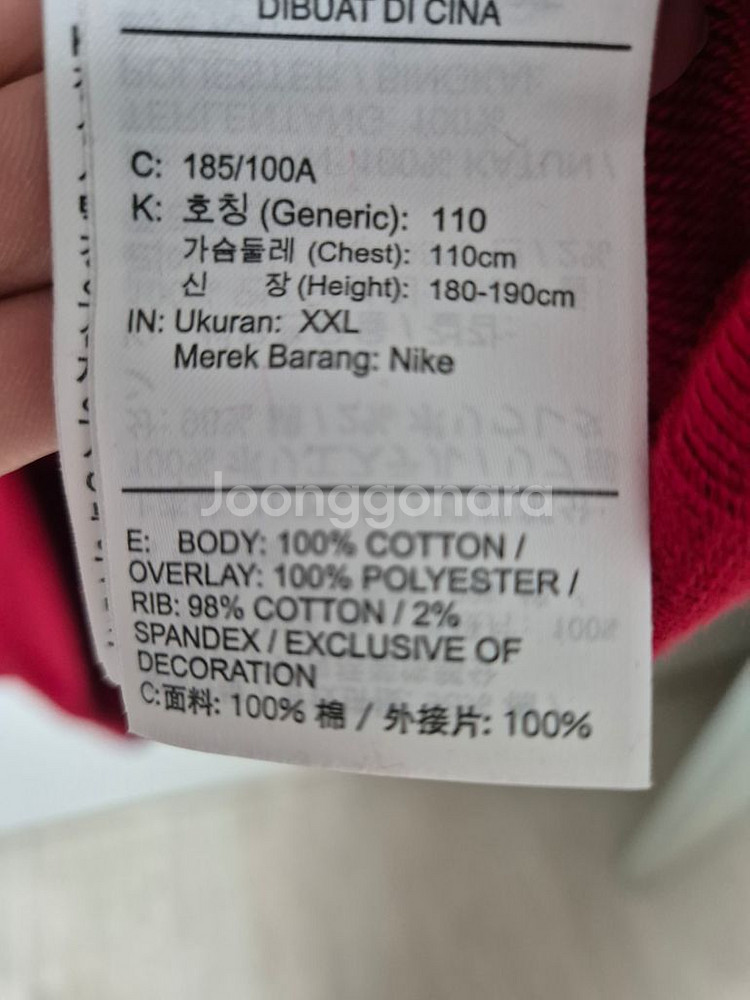 DIBUAT DI CINA
C: 185/100A
K: 호칭 (Generic): 110
가슴둘레 (Chest): 110cm
신 장 (Height): 180-190cm
IN: Ukuran: XXL
Merek Barang: Nike
Joonggonara
E: BODY: 100% COTTON /
OVERLAY: 100% POLYESTER /
RIB: 98% COTTON / 2%
SPANDEX / EXCLUSIVE OF
DECORATION
C:面料: 100% 棉 / 外接片: 100%